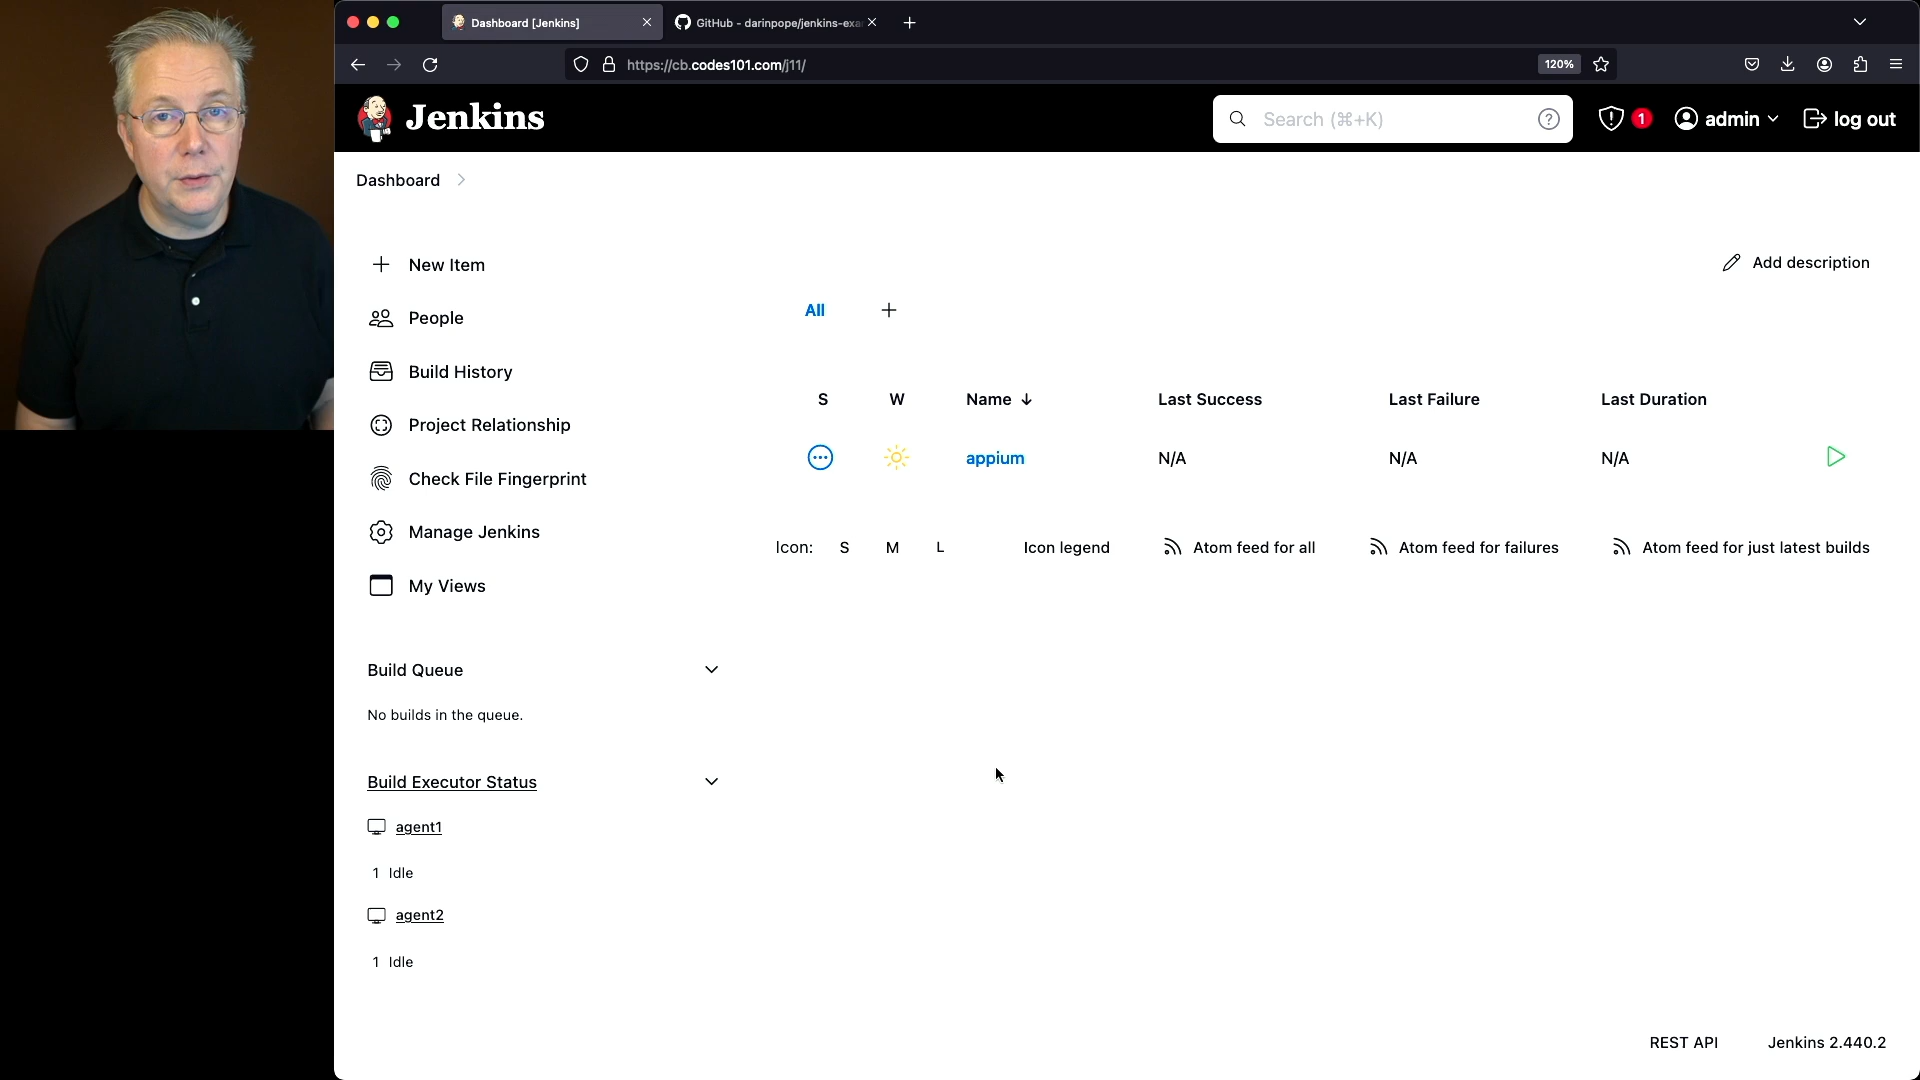 Dashboard [Jenkins]
GitHub - darinpope/jenkins-exa
https://cb.codes101.com/j11/
120%
Jenkins
Search (⌘+K)
1
admin
log out
Dashboard
New Item
Add description
People
All
Build History
S W Name ↓ Last Success Last Failure Last Duration
Project Relationship
appium N/A N/A N/A
Check File Fingerprint
Manage Jenkins
Icon: S M L Icon legend Atom feed for all Atom feed for failures Atom feed for just latest builds
My Views
Build Queue
No builds in the queue.
Build Executor Status
agent1
1 Idle
agent2
1 Idle
REST API Jenkins 2.440.2